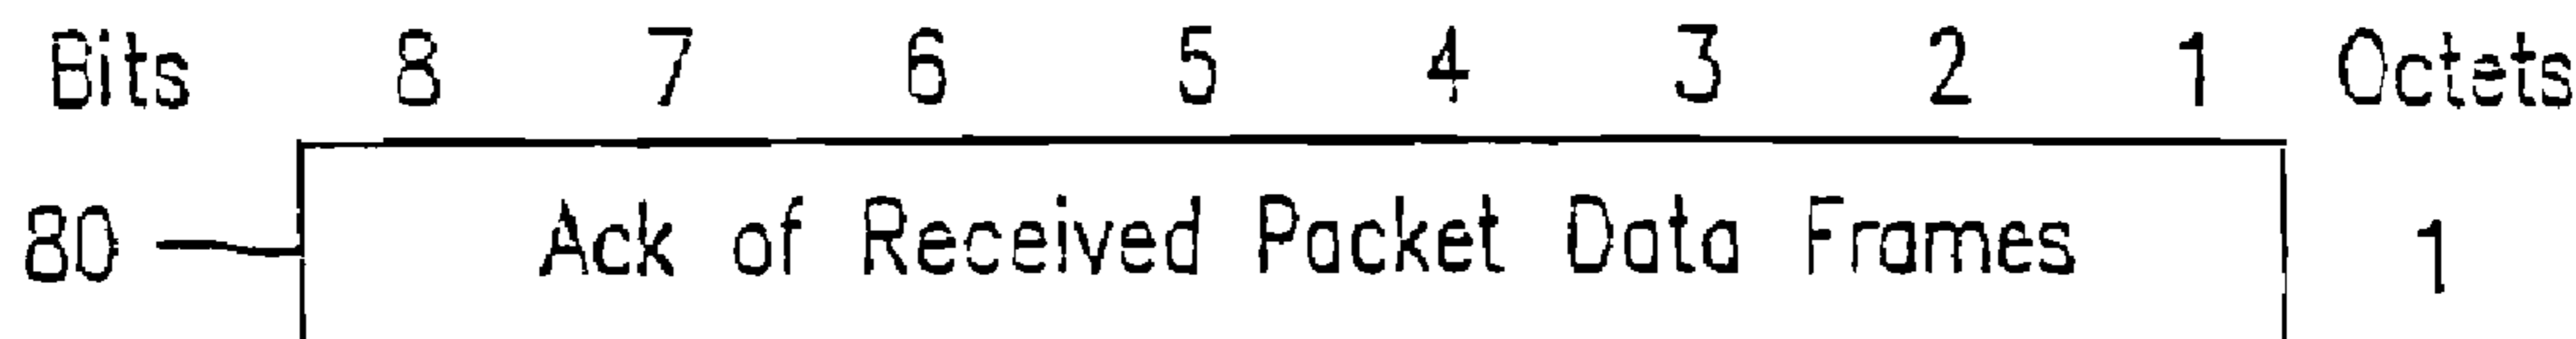 Bits 8 7 6 5 4 3 2 1 Octets
80 Ack of Received Packet Data Frames 1